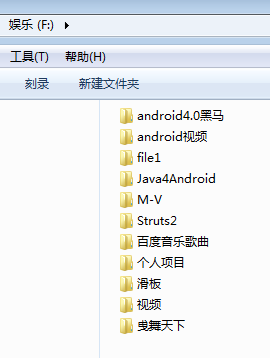 娱乐 (F:)
工具(T) 帮助(H)
刻录 新建文件夹
android4.0黑马
android视频
file1
Java4Android
M-V
Struts2
百度音乐歌曲
个人项目
滑板
视频
曳舞天下